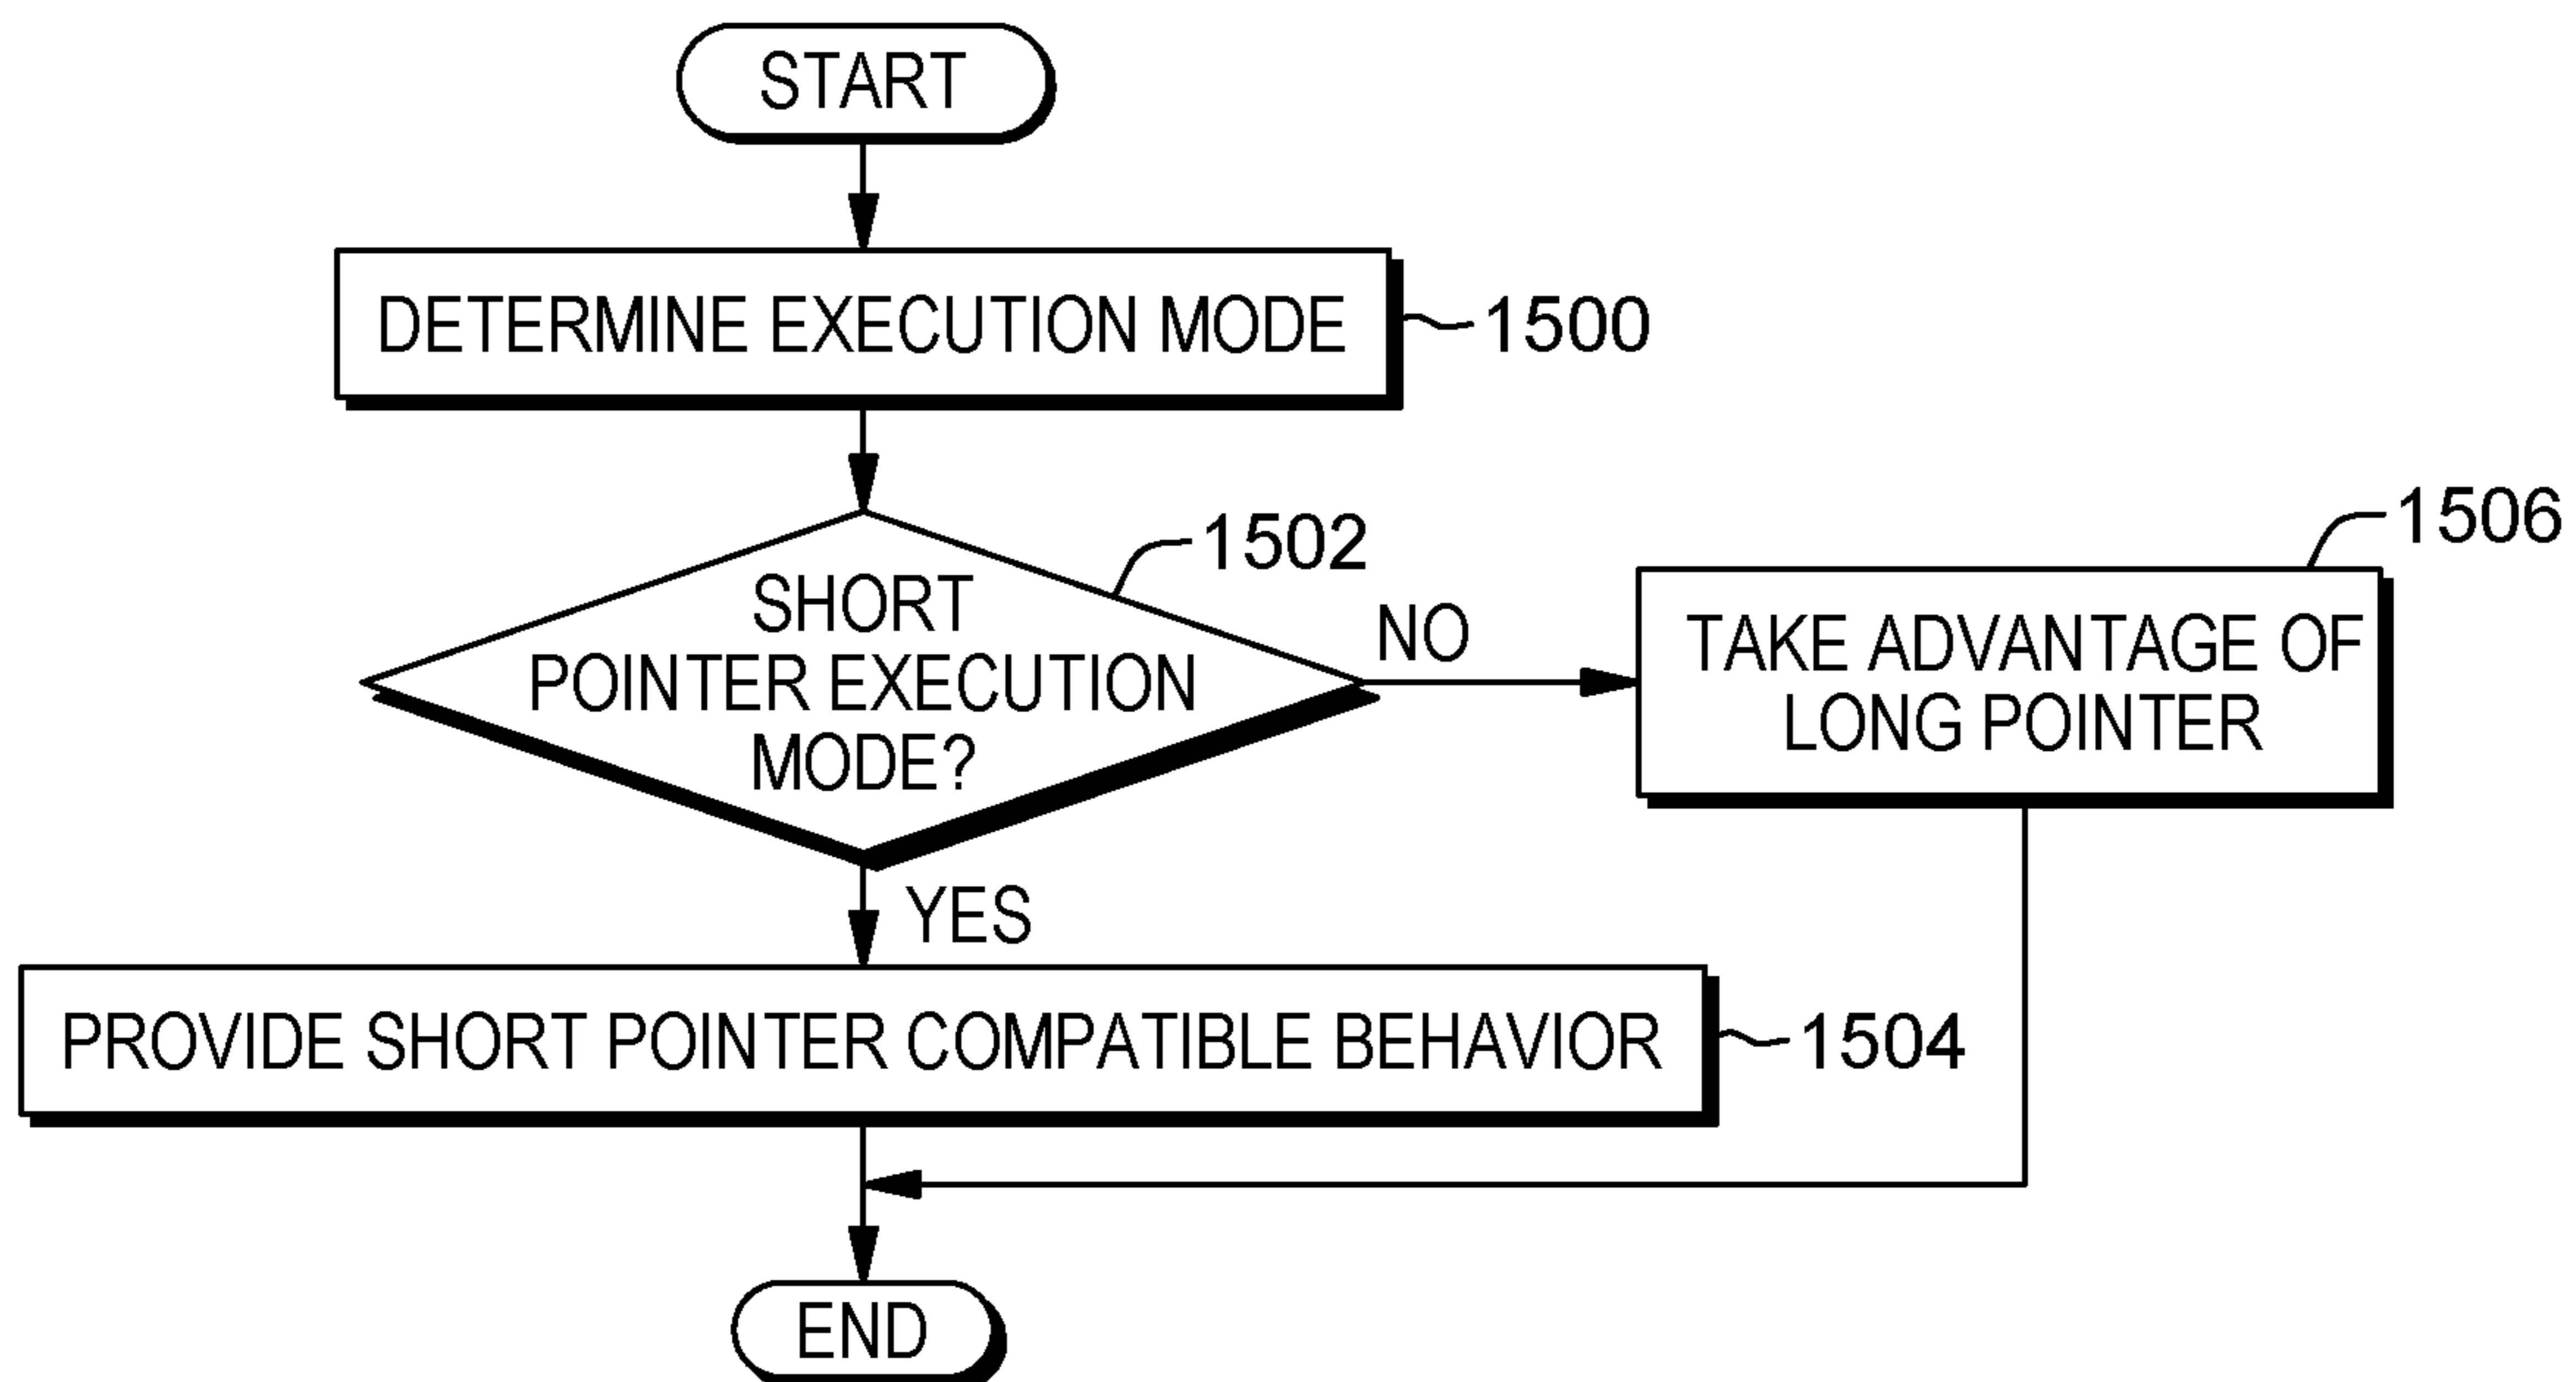 START
DETERMINE EXECUTION MODE
1500
1502
SHORT
POINTER EXECUTION
MODE?
NO
1506
TAKE ADVANTAGE OF
LONG POINTER
YES
PROVIDE SHORT POINTER COMPATIBLE BEHAVIOR
1504
END